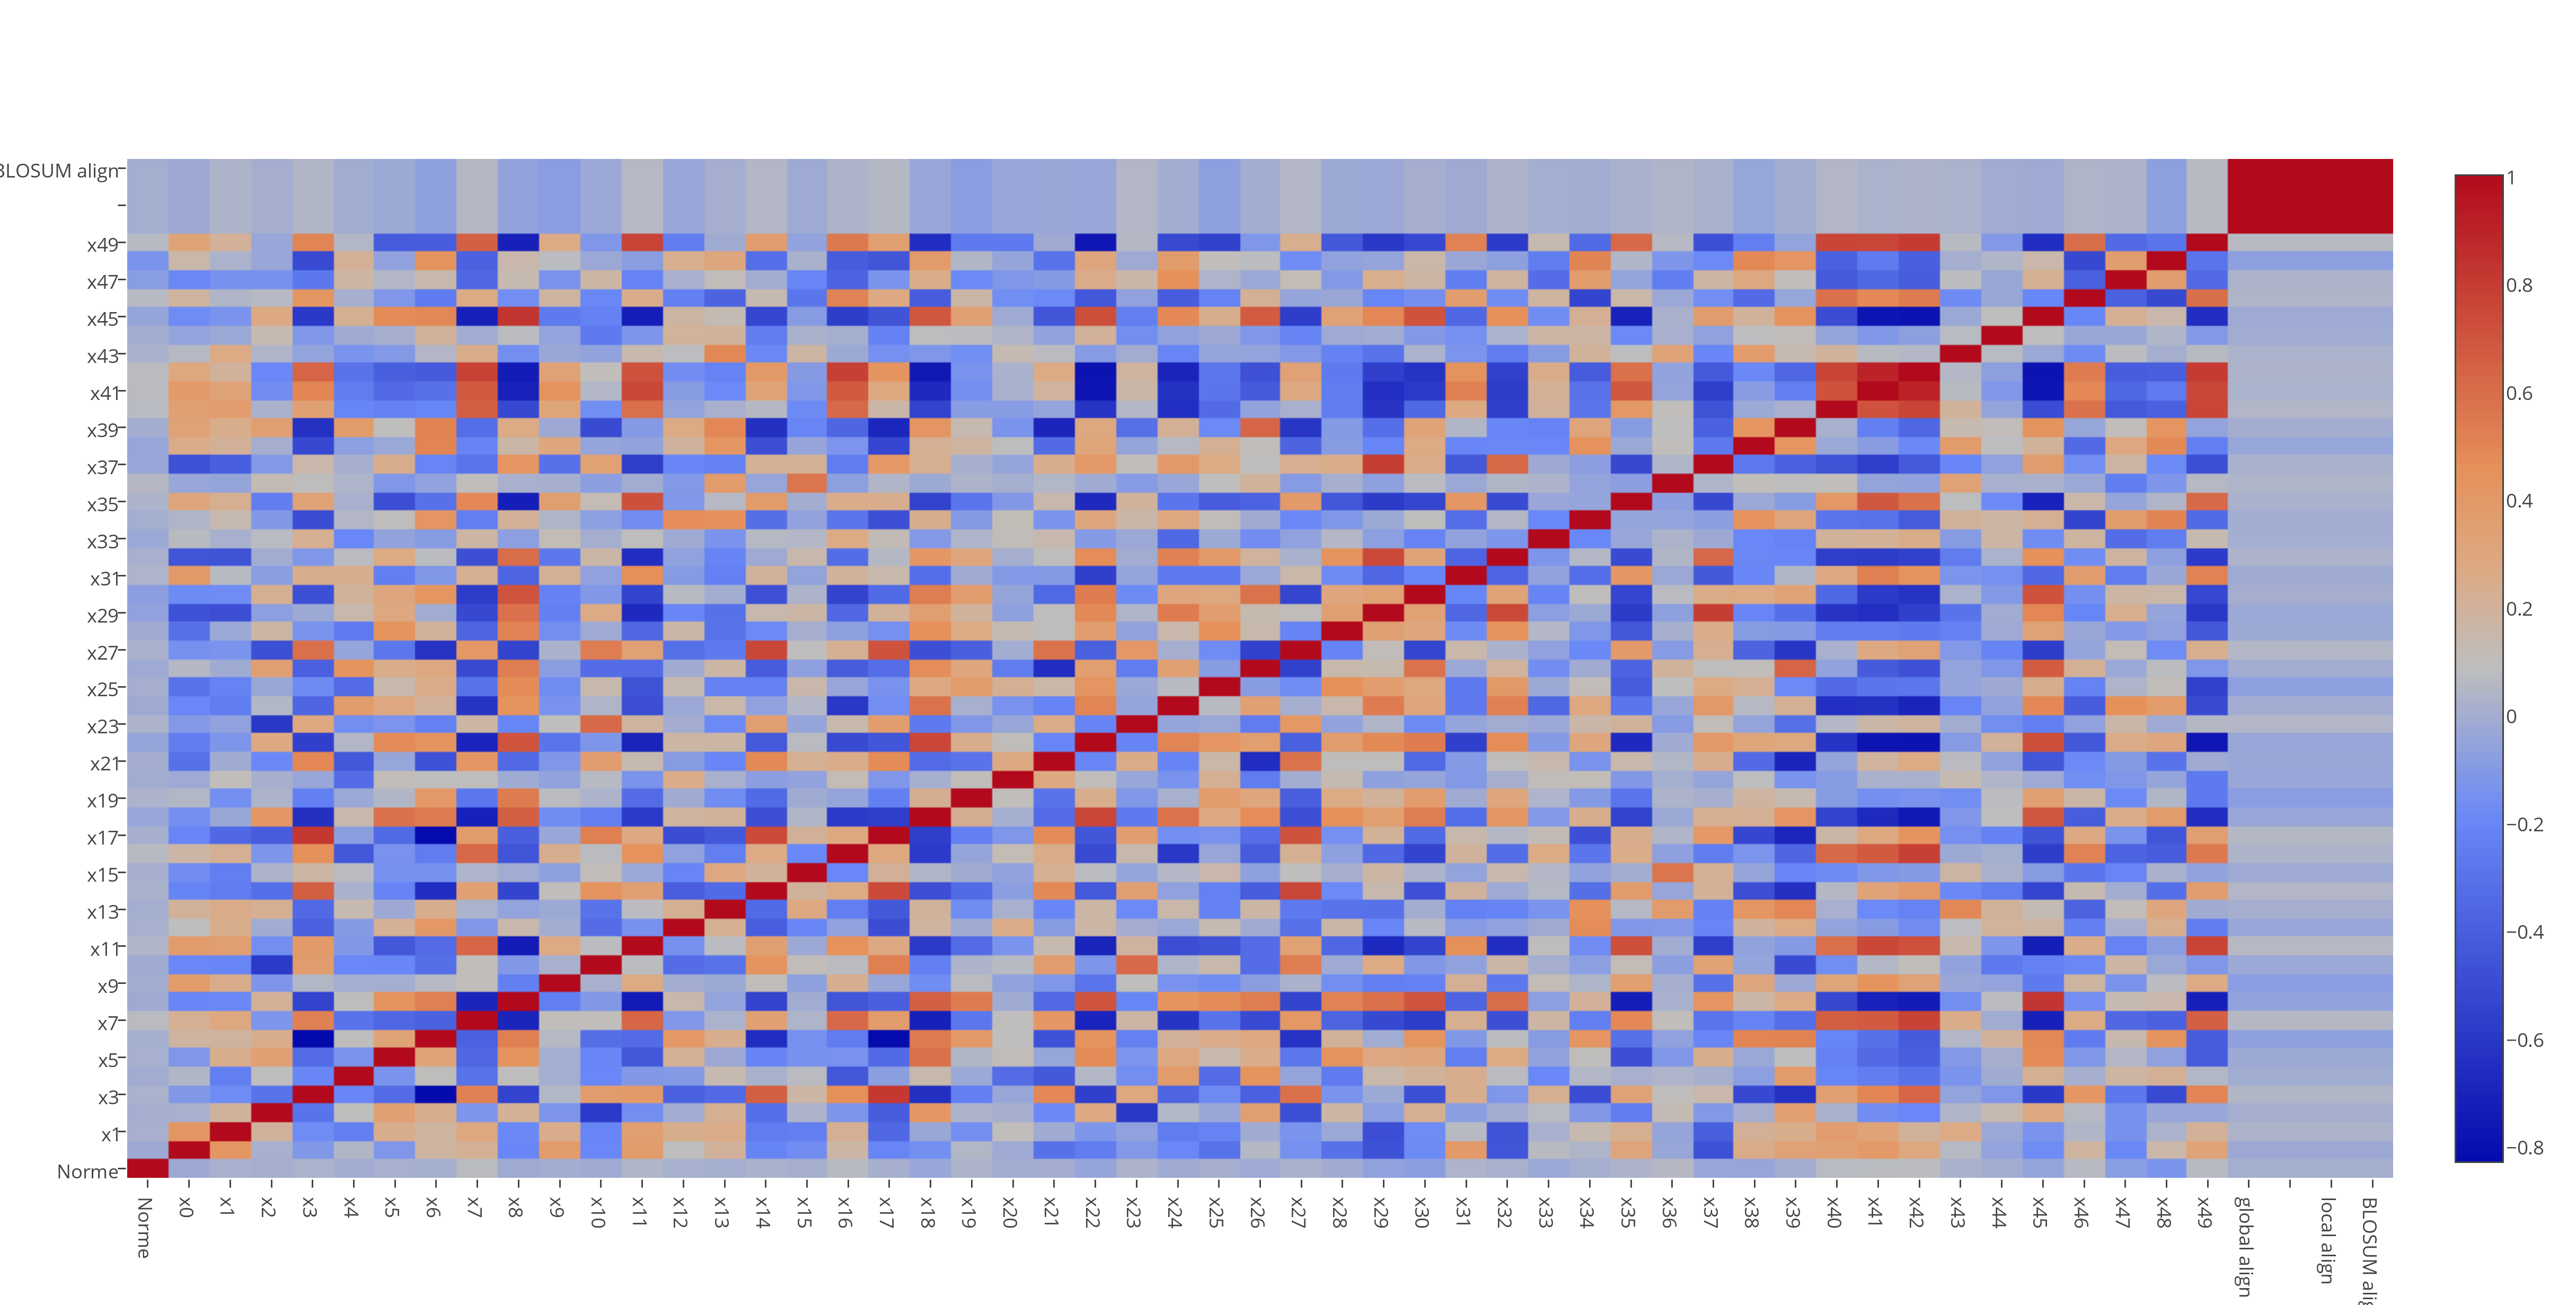 BLOSUM align
x49
x47
x45
x43
x41
x39
x37
x35
x33
x31
x29
x27
x25
x23
x21
x19
x17
x15
x13
x11
x9
x7
x5
x3
x1
Norme
Norme
x0
x1
x2
x3
x4
x5
x6
x7
x8
x9
x10
x11
x12
x13
x14
x15
x16
x17
x18
x19
x20
x21
x22
x23
x24
x25
x26
x27
x28
x29
x30
x31
x32
x33
x34
x35
x36
x37
x38
x39
x40
x41
x42
x43
x44
x45
x46
x47
x48
x49
global align
local align
BLOSUM alig
1
0.8
0.6
0.4
0.2
0
−0.2
−0.4
−0.6
−0.8